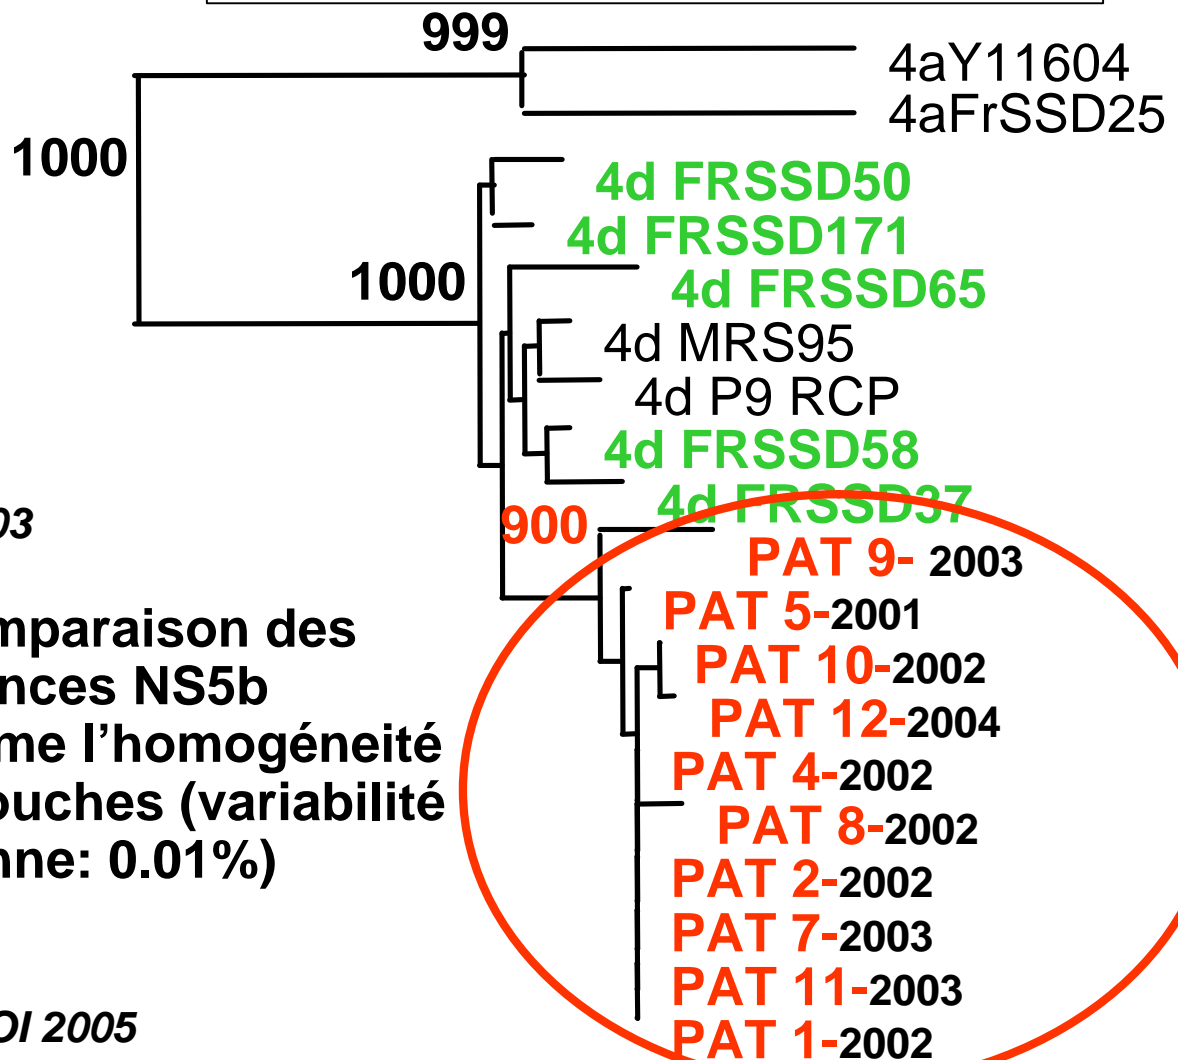 999
4aY11604
4aFrSSD25
1000
4d FRSSD50
4d FRSSD171
1000
4d FRSSD65
4d MRS95
4d P9 RCP
4d FRSSD58
4d FRSSD37
900
PAT 9- 2003
PAT 5-2001
PAT 10-2002
PAT 12-2004
PAT 4-2002
PAT 8-2002
PAT 2-2002
PAT 7-2003
PAT 11-2003
PAT 1-2002
03
mparaison des
nces NS5b
me l’homogéneité
ouches (variabilité
nne: 0.01%)
OI 2005